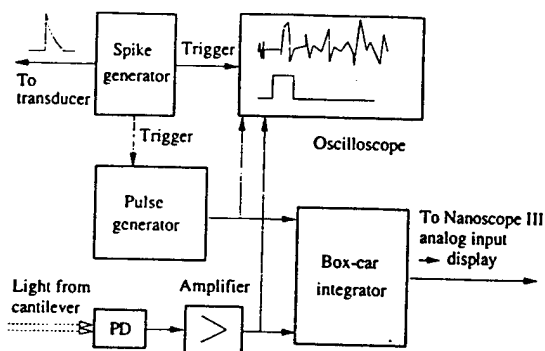 Spike
generator
Trigger
To
transducer
Trigger
Oscilloscope
Pulse
generator
To Nanoscope III
analog input
display
Box-car
integrator
Light from
cantilever
Amplifier
PD